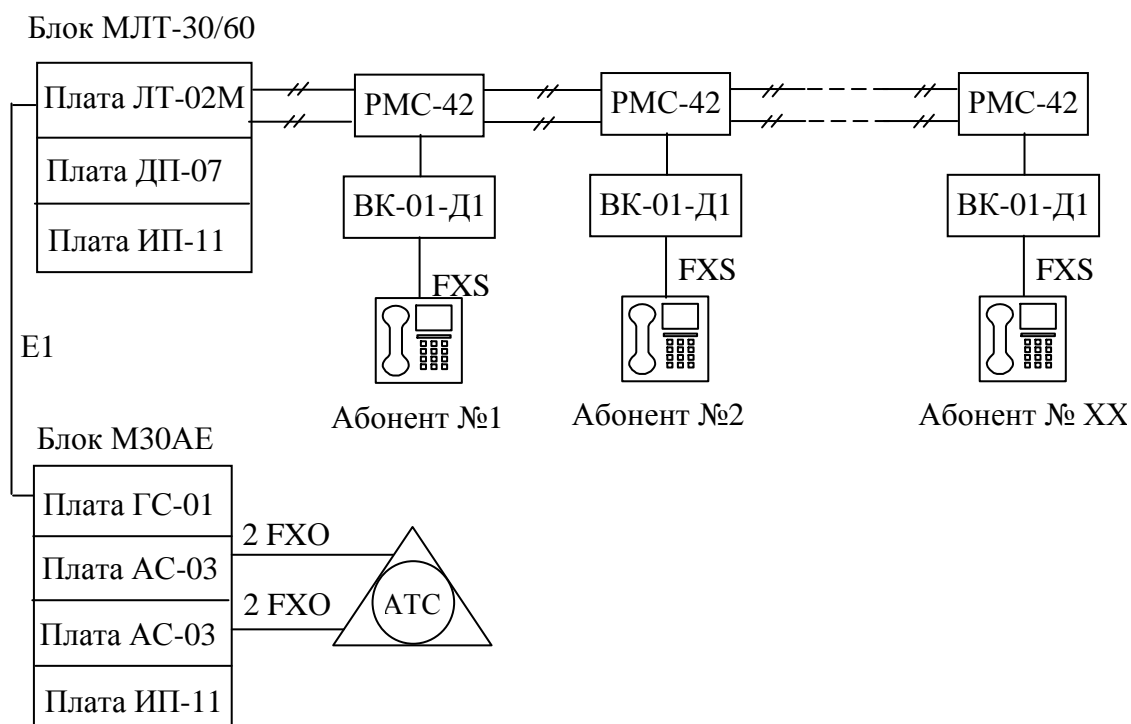 Блок МЛТ-30/60
Плата ЛТ-02М
Плата ДП-07
Плата ИП-11
РМС-42
РМС-42
РМС-42
ВК-01-Д1
ВК-01-Д1
ВК-01-Д1
FXS
FXS
FXS
Абонент №1
Абонент №2
Абонент № ХХ
Е1
Блок М30АЕ
Плата ГС-01
Плата АС-03
Плата АС-03
Плата ИП-11
2 FXO
2 FXO
АТС